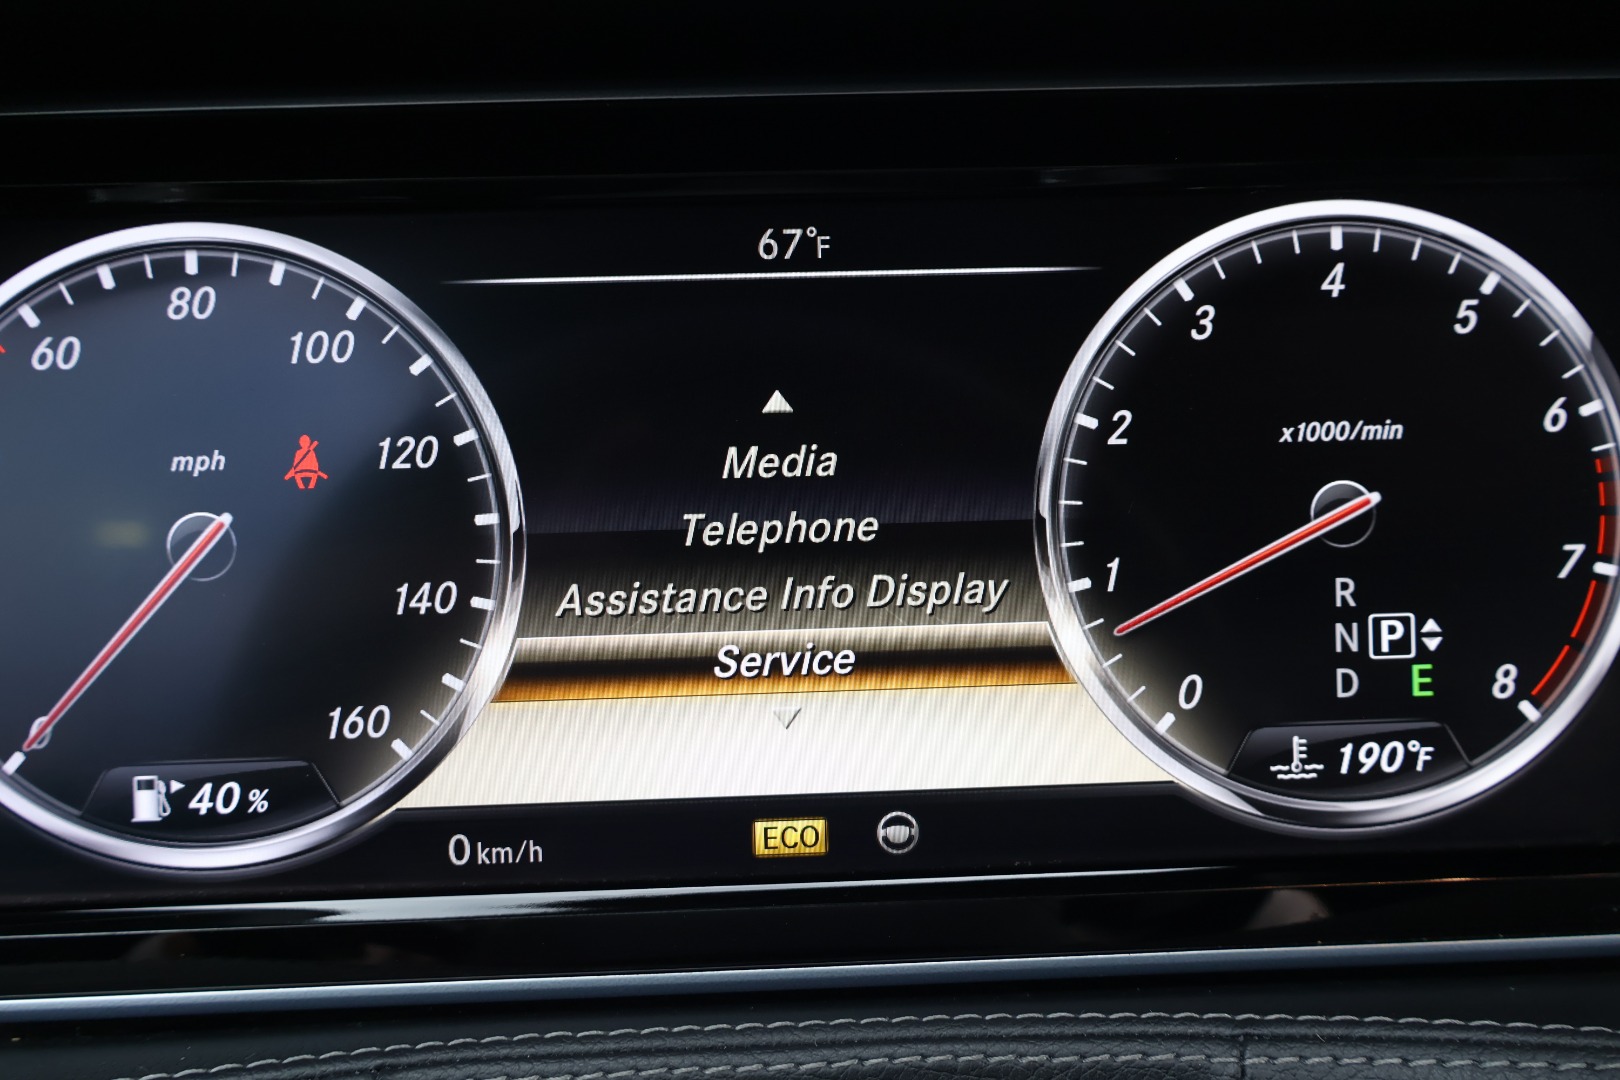 67°F
60
80
100
120
140
160
mph
0
40 %
Media
Telephone
Assistance Info Display
Service
0 km/h
ECO
0
1
2
3
4
5
6
7
8
x1000/min
R
N P
D E
190°F